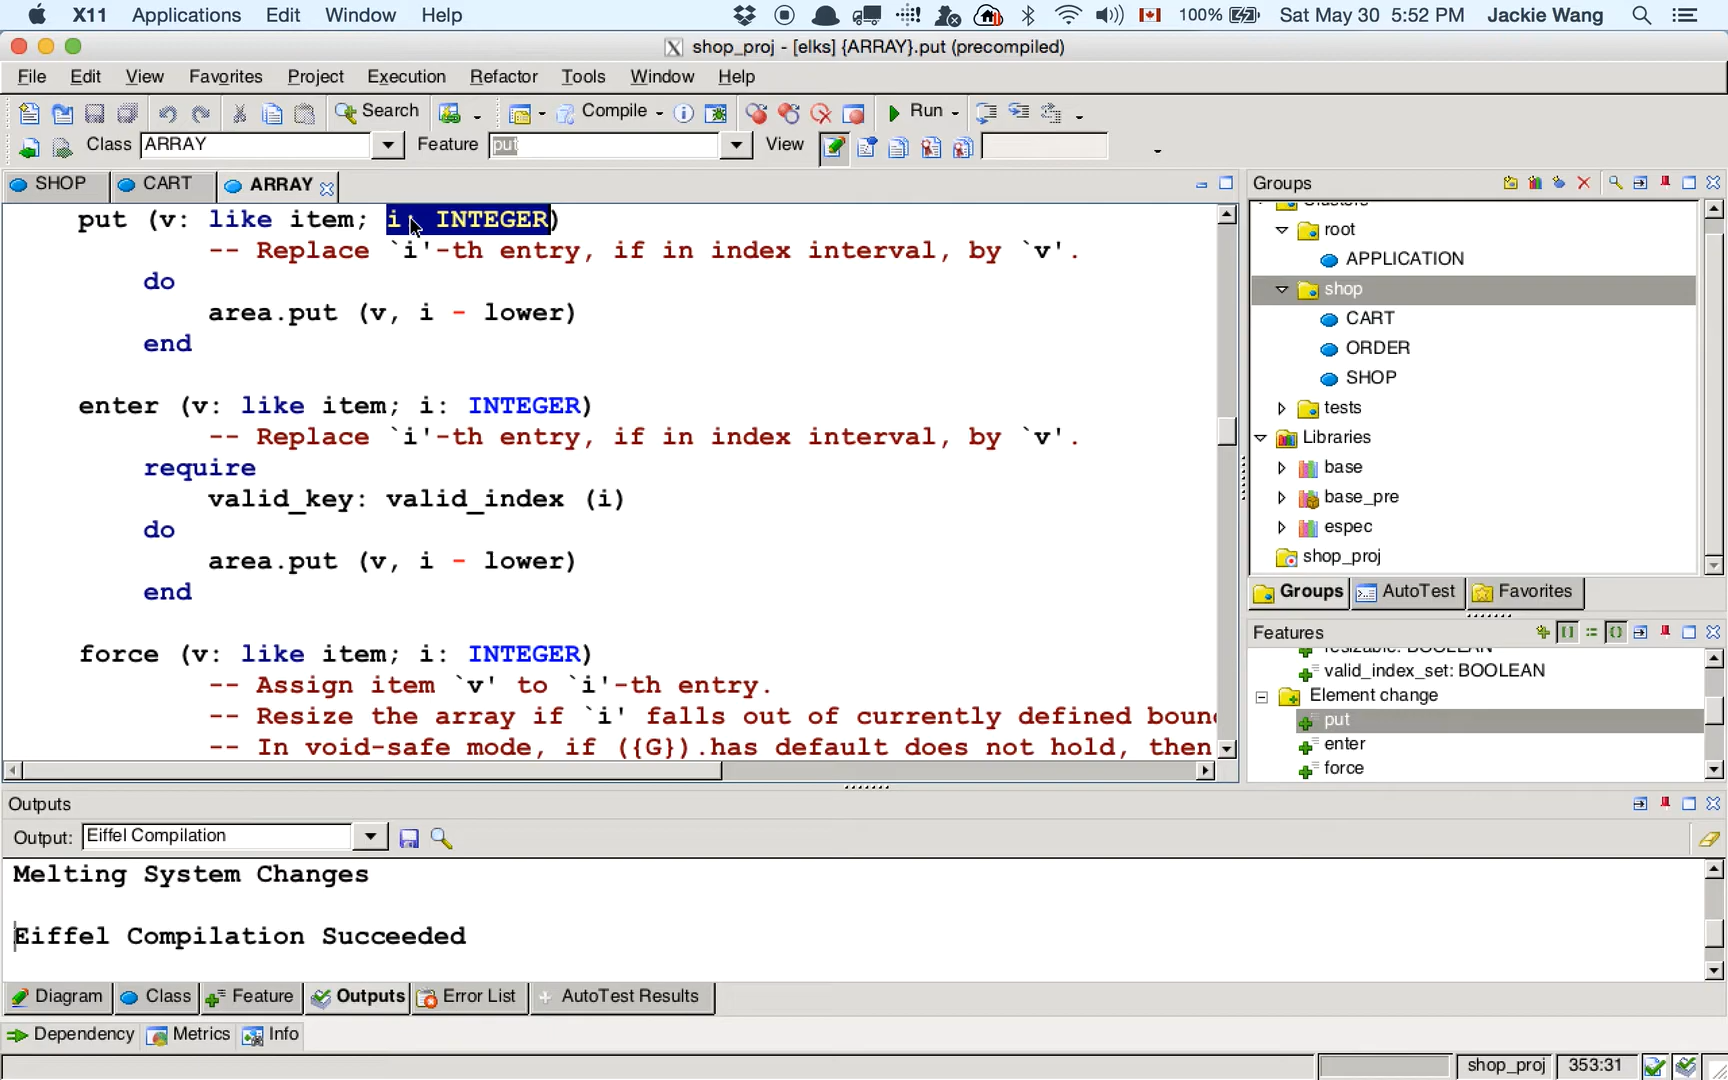 X11 Applications Edit Window Help 100% Sat May 30 5:52 PM Jackie Wang
shop_proj - [elks] {ARRAY}.put (precompiled)
File Edit View Favorites Project Execution Refactor Tools Window Help
Search Compile Run
Class ARRAY Feature put View
SHOP CART ARRAY
put (v: like item; i: INTEGER)
-- Replace `i'-th entry, if in index interval, by `v'.
do
area.put (v, i - lower)
end
enter (v: like item; i: INTEGER)
-- Replace `i'-th entry, if in index interval, by `v'.
require
valid_key: valid_index (i)
do
area.put (v, i - lower)
end
force (v: like item; i: INTEGER)
-- Assign item `v' to `i'-th entry.
-- Resize the array if `i' falls out of currently defined
-- In void-safe mode, if ({G}).has default does not hold, then
Groups
root
APPLICATION
shop
CART
ORDER
SHOP
tests
Libraries
base
base_pre
espec
shop_proj
Groups AutoTest Favorites
Features
resizable: BOOLEAN
valid_index_set: BOOLEAN
Element change
put
enter
force
Outputs
Output: Eiffel Compilation
Melting System Changes
Eiffel Compilation Succeeded
Diagram Class Feature Outputs Error List AutoTest Results
Dependency Metrics Info
shop_proj 353:31